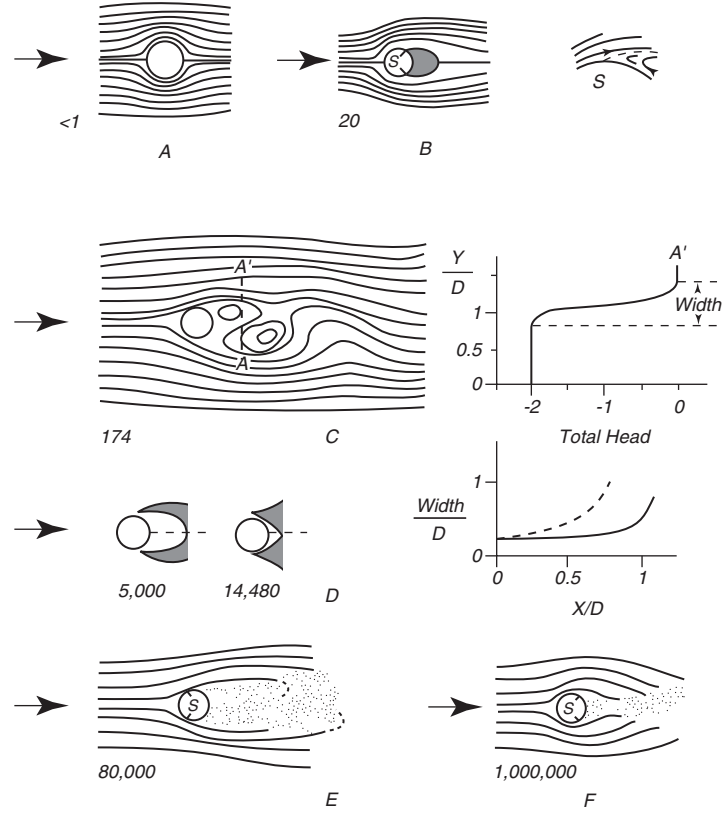 <1
A
S
20
B
S
A'
A
174
C
Y
D
1
0.5
0
-2
-1
0
Total Head
A'
Width
5,000
14,480
D
Width
D
1
0
0
0.5
1
X/D
S
80,000
E
S
1,000,000
F